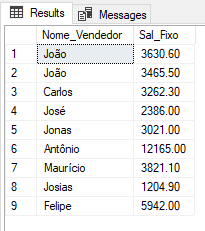 Results Messages
Nome_Vendedor Sal_Fixo
1 João 3630.60
2 João 3465.50
3 Carlos 3262.30
4 José 2386.00
5 Jonas 3021.00
6 Antônio 12165.00
7 Maurício 3821.10
8 Josias 1204.90
9 Felipe 5942.00